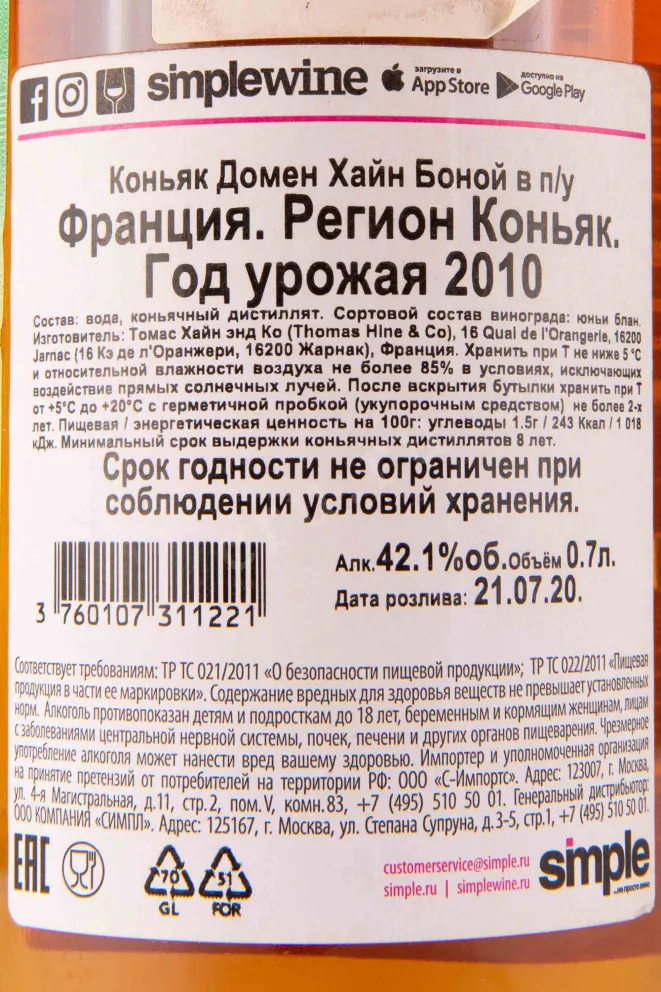 simplewine загрузите в App Store доступно на Google Play
Коньяк Домен Хайн Боной в п/у
Франция. Регион Коньяк.
Год урожая 2010
Состав: вода, коньячный дистиллят. Сортовой состав винограда: юньи блан.
Изготовитель: Томас Хайн энд Ко (Thomas Hine & Co), 16 Quai de l'Orangerie, 16200
Jarnac (16 Кэ де л'Оранжери, 16200 Жарнак), Франция. Хранить при Т не ниже 5 °С
и относительной влажности воздуха не более 85% в условиях, исключающих
воздействие прямых солнечных лучей. После вскрытия бутылки хранить при Т
от +5°С до +20°С с герметичной пробкой (укупорочным средством) не более 2-х
лет. Пищевая / энергетическая ценность на 100г: углеводы 1.5г / 243 Ккал / 1 018
кДж. Минимальный срок выдержки коньячных дистиллятов 8 лет.
Срок годности не ограничен при
соблюдении условий хранения.
Алк.42.1%об.Объём 0.7л.
Дата розлива: 21.07.20.
3 760107 311221
Соответствует требованиям: ТР ТС 021/2011 «О безопасности пищевой продукции»; ТР ТС 022/2011 «Пищевая
продукция в части ее маркировки». Содержание вредных для здоровья веществ не превышает установленных
норм. Алкоголь противопоказан детям и подросткам до 18 лет, беременным и кормящим женщинам, лицам
с заболеваниями центральной нервной системы, почек, печени и других органов пищеварения. Чрезмерное
употребление алкоголя может нанести вред вашему здоровью. Импортер и уполномоченная организация
на принятие претензий от потребителей на территории РФ: ООО «С-Импортс». Адрес: 123007, г. Москва,
ул. 4-я Магистральная, д.11, стр.2, пом.V, комн.83, +7 (495) 510 50 01. Генеральный дистрибьютор:
ООО КОМПАНИЯ «СИМПЛ». Адрес: 125167, г. Москва, ул. Степана Супруна, д.3-5, стр.1, +7 (495) 510 50 01.
EAC
70
GL
51
FOR
customerservice@simple.ru
simple.ru | simplewine.ru
simple
...не просто вино